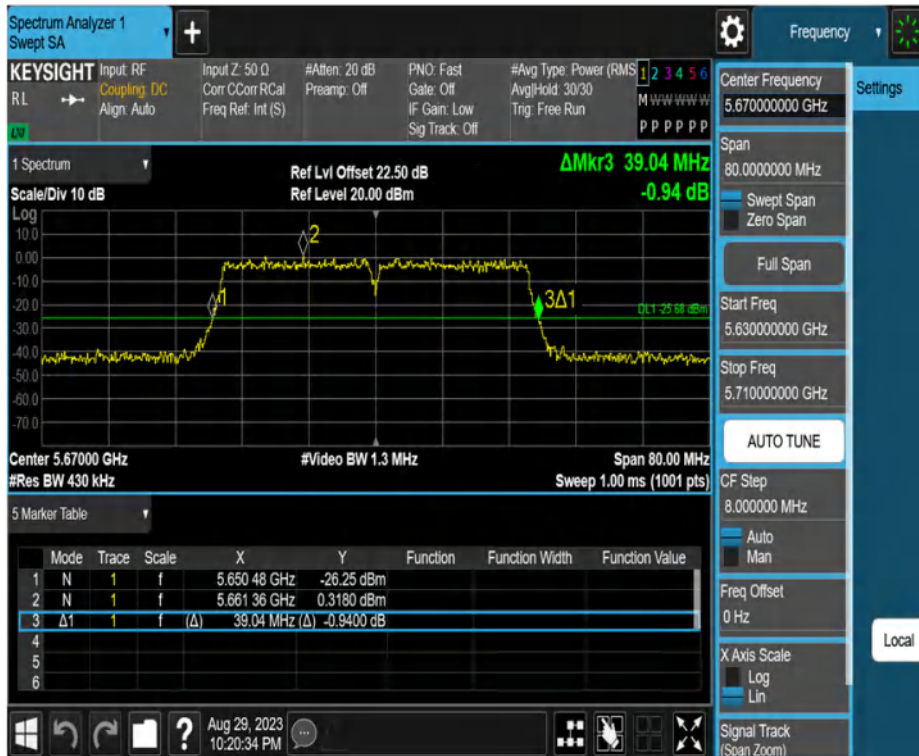 Spectrum Analyzer 1
Swept SA
+
Frequency
KEYSIGHT
RL
Input: RF
Coupling: DC
Align: Auto
Input Z: 50 Ω
Corr CCorr RCal
Freq Ref: Int (S)
#Atten: 20 dB
Preamp: Off
PNO: Fast
Gate: Off
IF Gain: Low
Sig Track: Off
#Avg Type: Power (RMS
Avg|Hold: 30/30
Trig: Free Run
1 2 3 4 5 6
M W W W W W
P P P P P P
1 Spectrum
Scale/Div 10 dB
Ref Lvl Offset 22.50 dB
Ref Level 20.00 dBm
ΔMkr3 39.04 MHz
-0.94 dB
Log
10.0
0.00
-10.0
-20.0
-30.0
-40.0
-50.0
-60.0
-70.0
1
2
3Δ1
DL1 -25.68 dBm
Center 5.67000 GHz
#Video BW 1.3 MHz
Span 80.00 MHz
#Res BW 430 kHz
Sweep 1.00 ms (1001 pts)
5 Marker Table
Mode Trace Scale X Y Function Function Width Function Value
1 N 1 f 5.650 48 GHz -26.25 dBm
2 N 1 f 5.661 36 GHz 0.3180 dBm
3 Δ1 1 f (Δ) 39.04 MHz (Δ) -0.9400 dB
4
5
6
?
Aug 29, 2023
10:20:34 PM
Center Frequency
5.670000000 GHz
Span
80.0000000 MHz
Swept Span
Zero Span
Full Span
Start Freq
5.630000000 GHz
Stop Freq
5.710000000 GHz
AUTO TUNE
CF Step
8.000000 MHz
Auto
Man
Freq Offset
0 Hz
X Axis Scale
Log
Lin
Signal Track
(Span Zoom)
Settings
Local